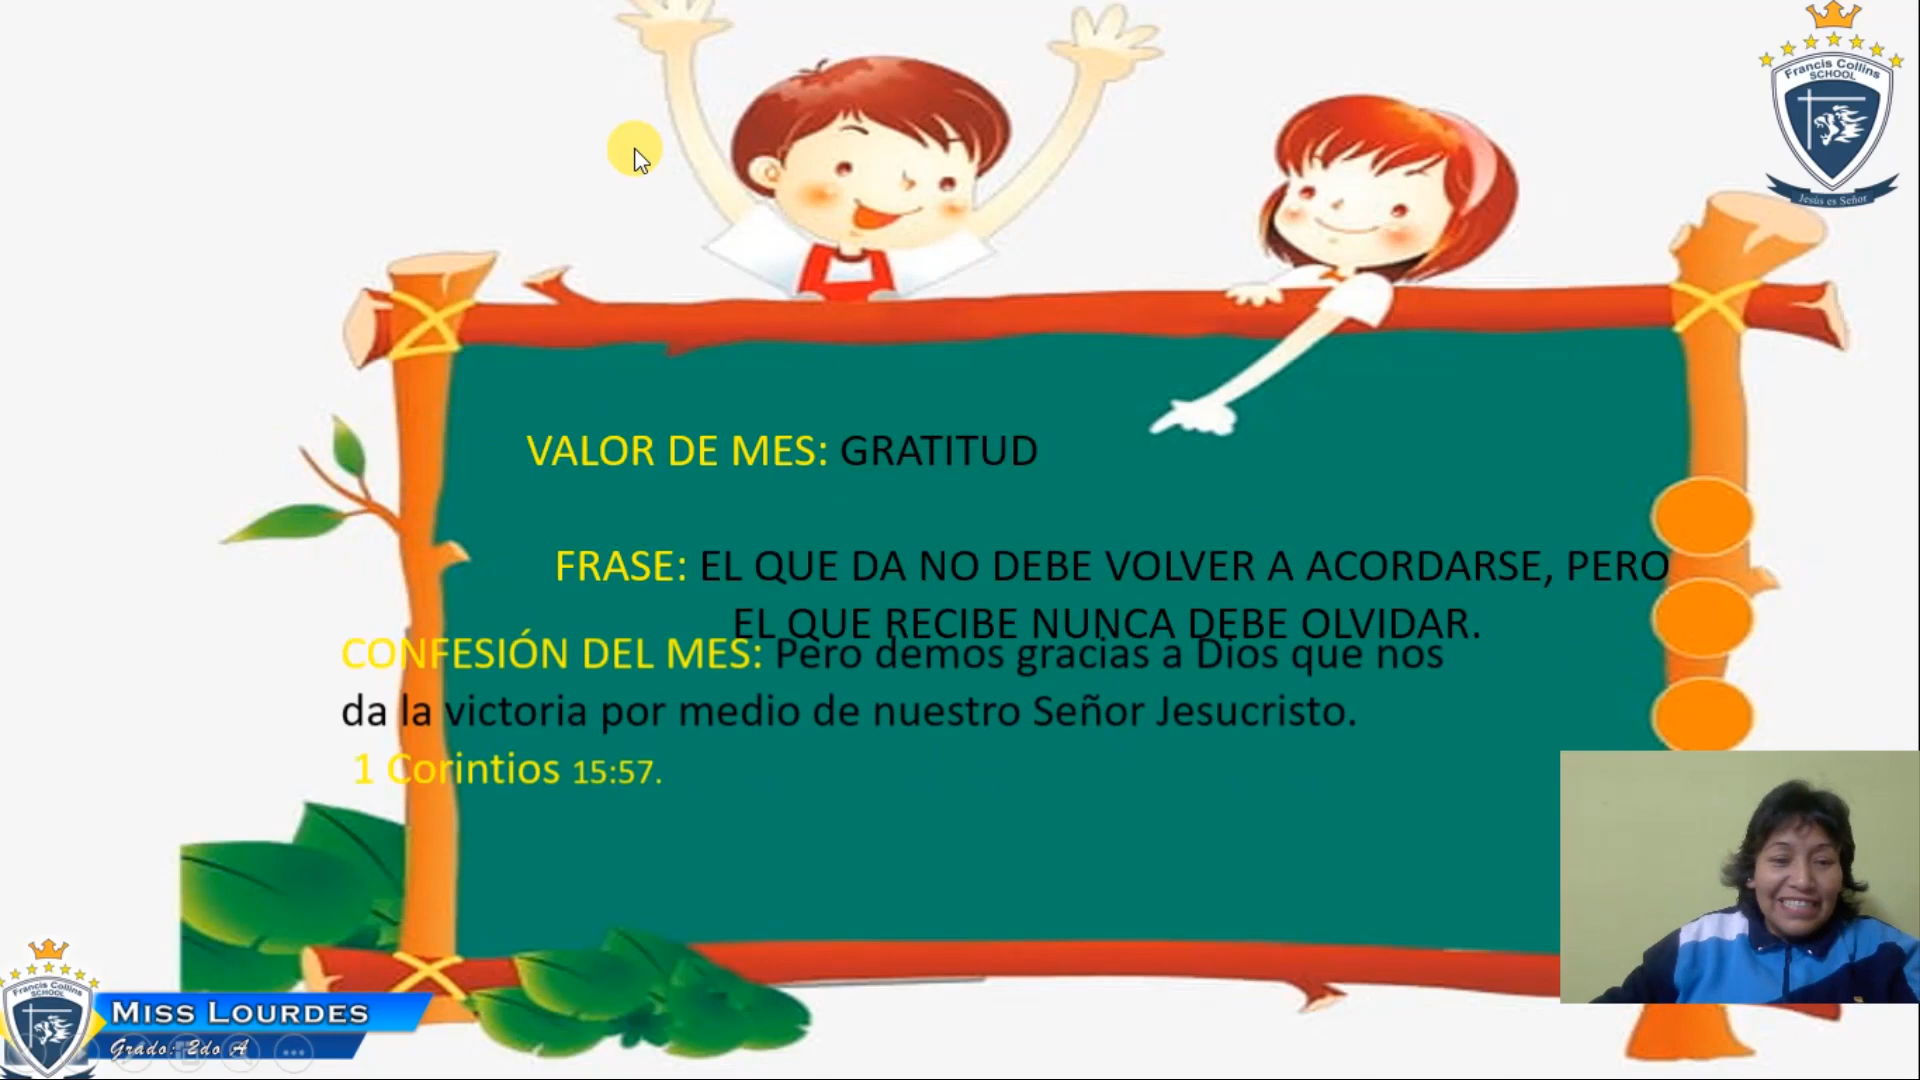 Francis Collins
SCHOOL
Jesús es Señor
VALOR DE MES: GRATITUD
FRASE: EL QUE DA NO DEBE VOLVER A ACORDARSE, PERO
EL QUE RECIBE NUNCA DEBE OLVIDAR.
CONFESIÓN DEL MES: Pero demos gracias a Dios que nos
da la victoria por medio de nuestro Señor Jesucristo.
1 Corintios 15:57.
Francis Collins
SCHOOL
MISS LOURDES
Grado: 2do A